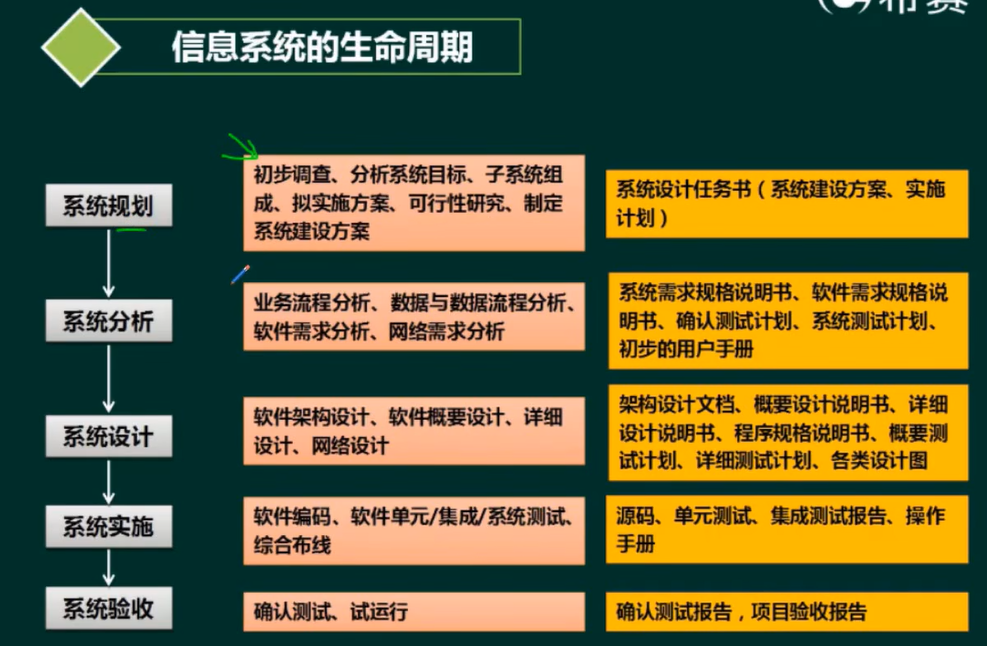 希赛
信息系统的生命周期
系统规划
初步调查、分析系统目标、子系统组
成、拟实施方案、可行性研究、制定
系统建设方案
系统设计任务书（系统建设方案、实施
计划）
系统分析
业务流程分析、数据与数据流程分析、
软件需求分析、网络需求分析
系统需求规格说明书、软件需求规格说
明书、确认测试计划、系统测试计划、
初步的用户手册
系统设计
软件架构设计、软件概要设计、详细
设计、网络设计
架构设计文档、概要设计说明书、详细
设计说明书、程序规格说明书、概要测
试计划、详细测试计划、各类设计图
系统实施
软件编码、软件单元/集成/系统测试、
综合布线
源码、单元测试、集成测试报告、操作
手册
系统验收
确认测试、试运行
确认测试报告，项目验收报告